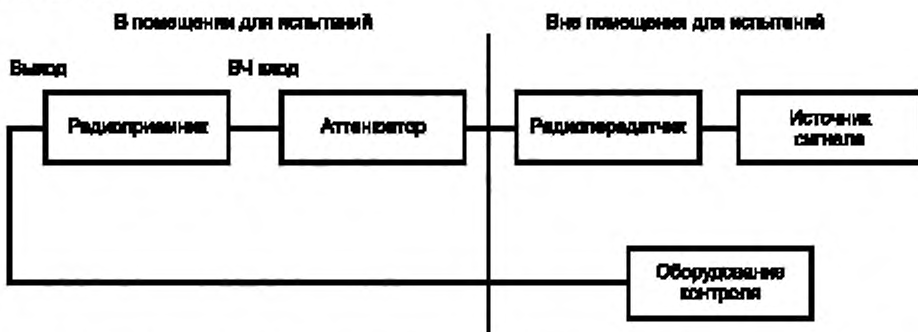 В помещении для испытаний
Вне помещения для испытаний
Выход
ВЧ вход
Радиоприемник
Аттенюатор
Радиопередатчик
Источник
сигнала
Оборудование
контроля